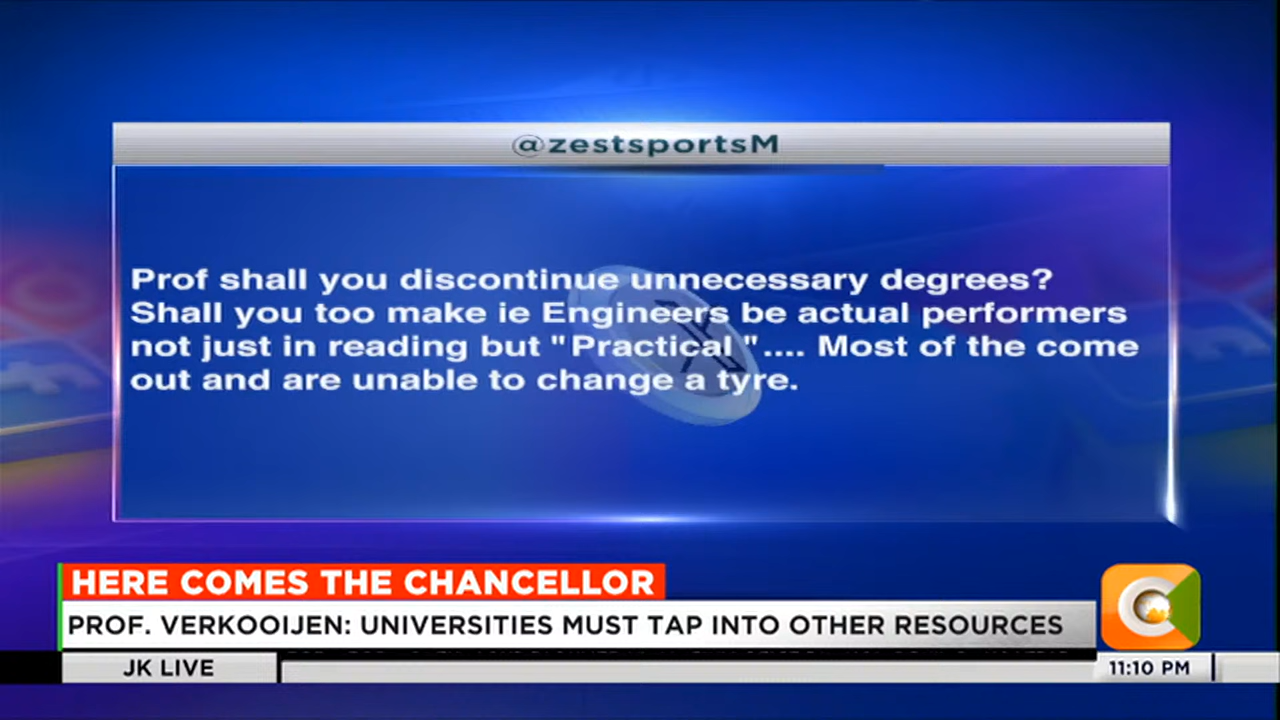 @zestsportsM
Prof shall you discontinue unnecessary degrees?
Shall you too make ie Engineers be actual performers
not just in reading but "Practical ".... Most of the come
out and are unable to change a tyre.
HERE COMES THE CHANCELLOR
PROF. VERKOOIJEN: UNIVERSITIES MUST TAP INTO OTHER RESOURCES
JK LIVE
11:10 PM